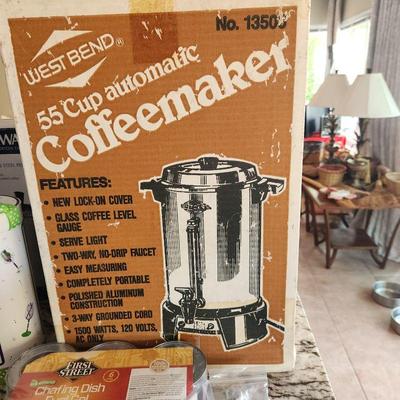 No. 13505
WEST BEND®
55 Cup automatic
Coffeemaker
FEATURES:
• NEW LOCK-ON COVER
• GLASS COFFEE LEVEL
GAUGE
• SERVE LIGHT
• TWO-WAY, NO-DRIP FAUCET
• EASY MEASURING
• COMPLETELY PORTABLE
• POLISHED ALUMINUM
CONSTRUCTION
• 3-WAY GROUNDED CORD
• 1500 WATTS, 120 VOLTS,
AC ONLY
FIRST
STREET
6
Chafing Dish